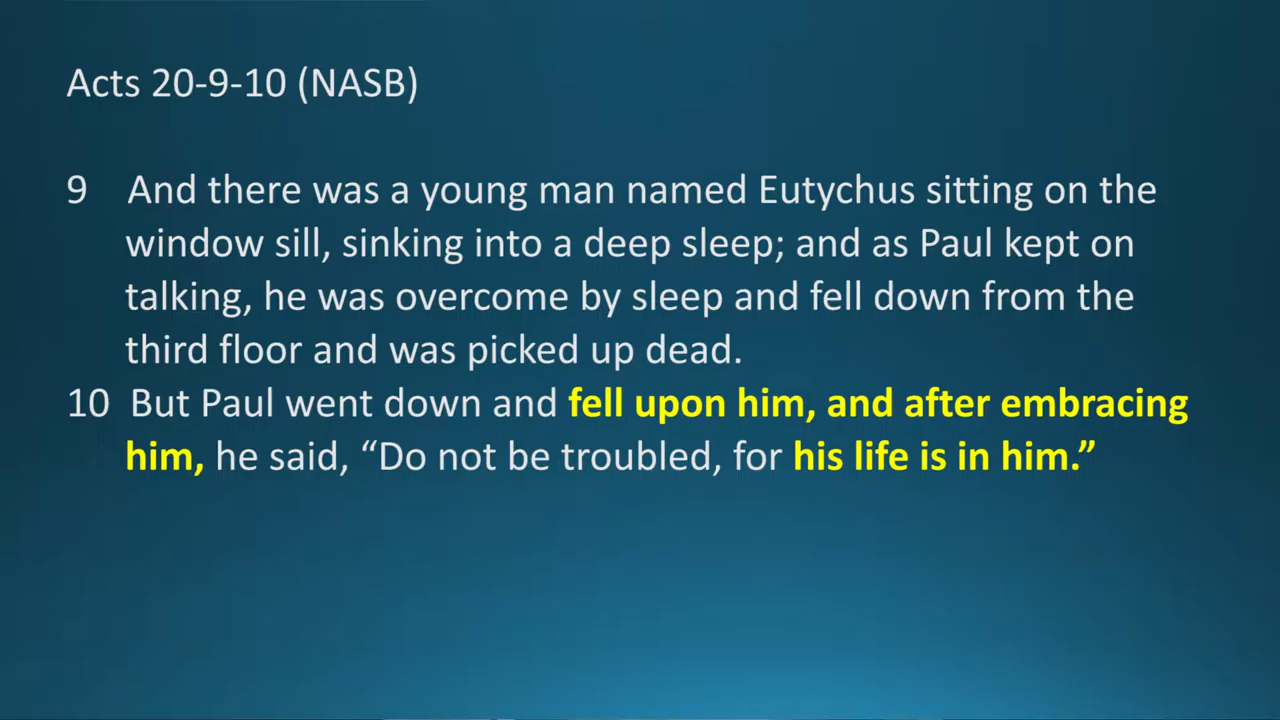 Acts 20-9-10 (NASB)
9 And there was a young man named Eutychus sitting on the
window sill, sinking into a deep sleep; and as Paul kept on
talking, he was overcome by sleep and fell down from the
third floor and was picked up dead.
10 But Paul went down and fell upon him, and after embracing
him, he said, “Do not be troubled, for his life is in him.”